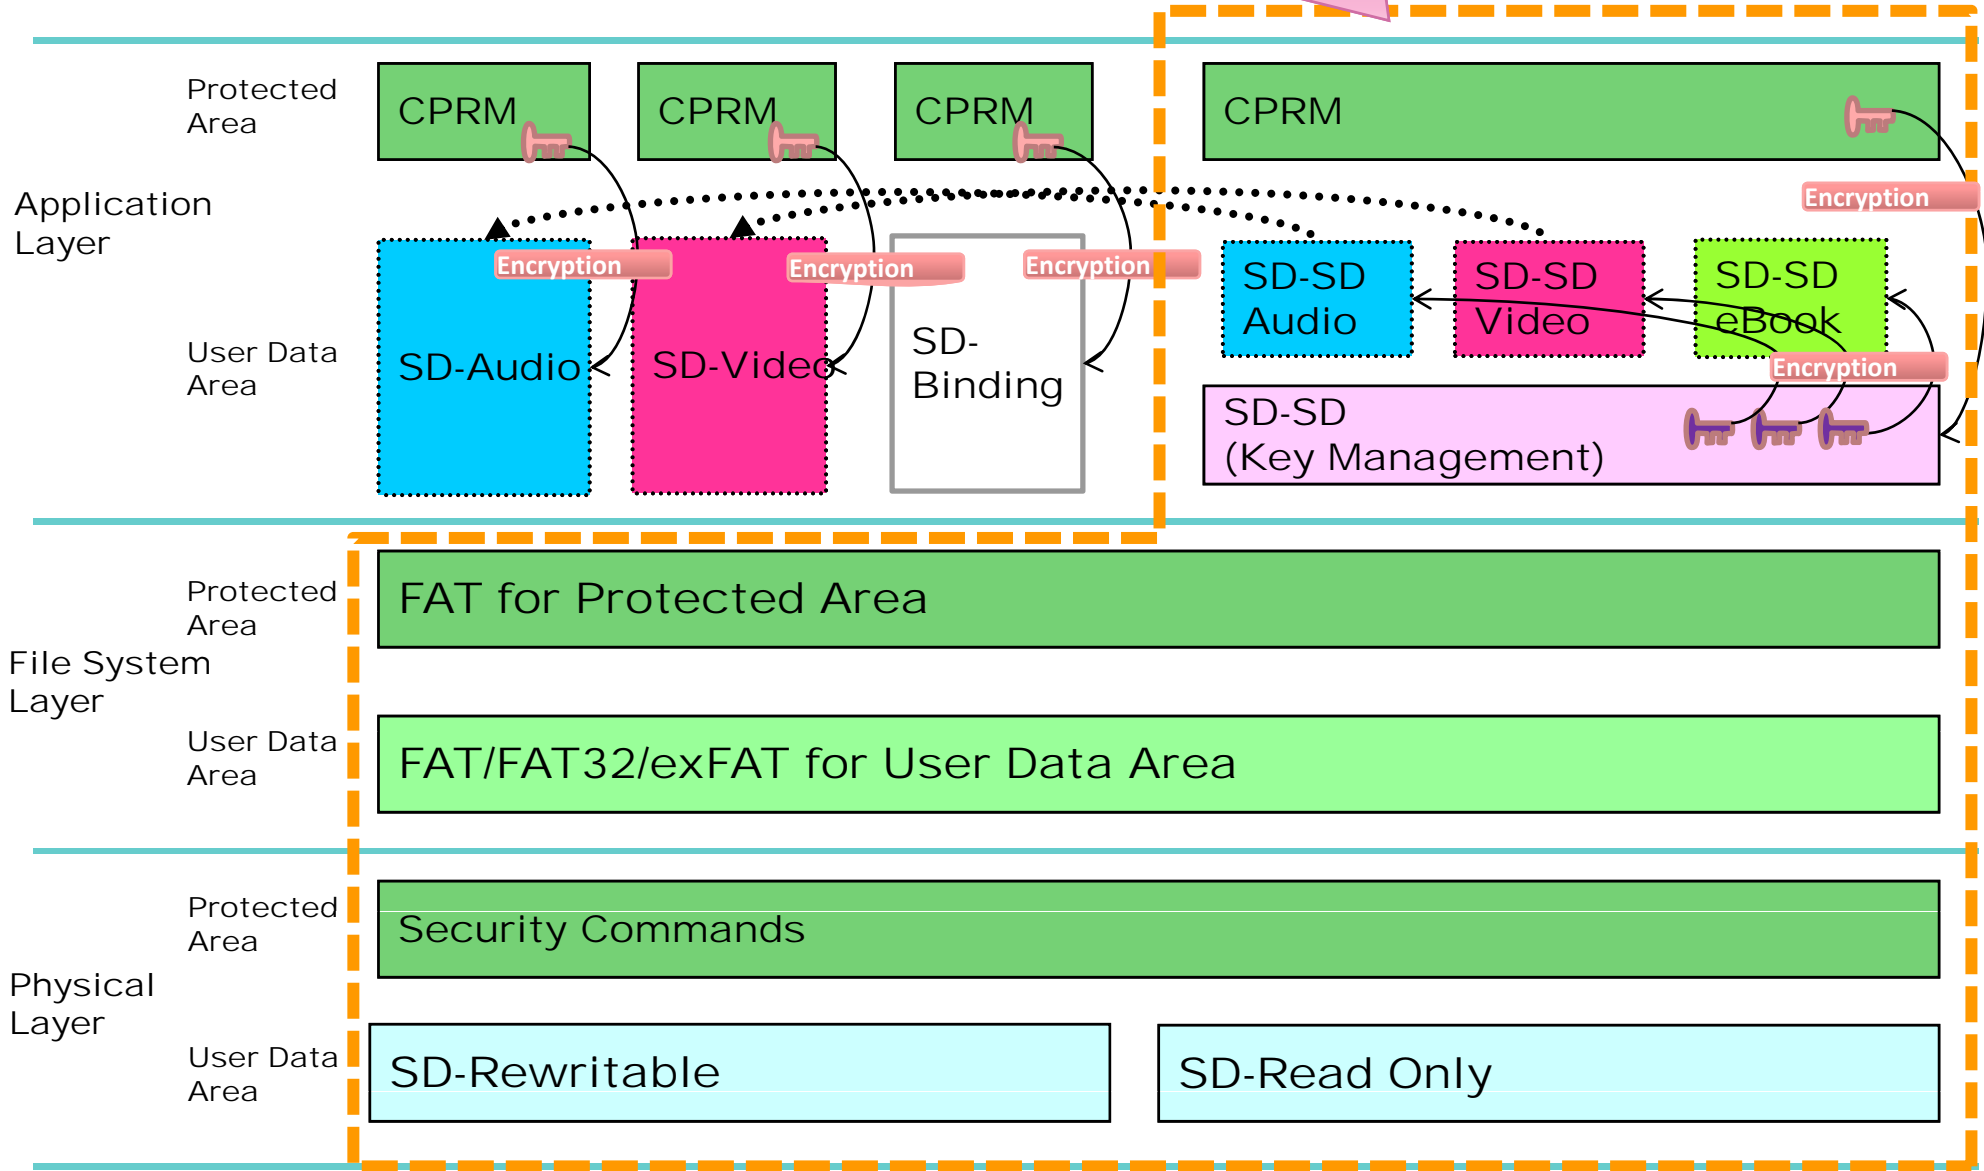 Protected
Area
CPRM
CPRM
CPRM
CPRM
Application
Layer
Encryption
Encryption
Encryption
Encryption
User Data
Area
SD-Audio
SD-Video
SD-
Binding
SD-SD
Audio
SD-SD
Video
SD-SD
eBook
Encryption
SD-SD
(Key Management)
File System
Layer
Protected
Area
FAT for Protected Area
User Data
Area
FAT/FAT32/exFAT for User Data Area
Physical
Layer
Protected
Area
Security Commands
User Data
Area
SD-Rewritable
SD-Read Only